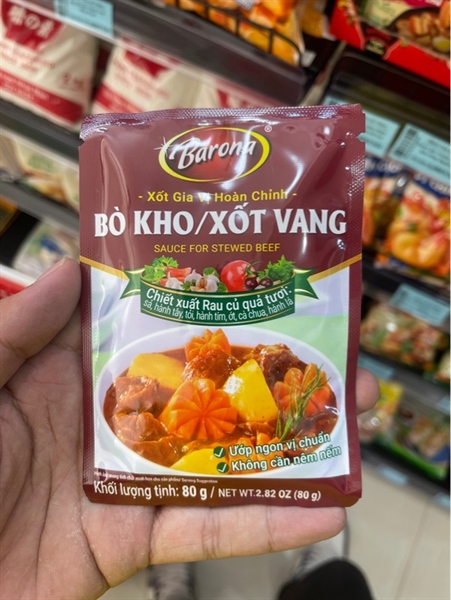 Barona
®
- Xốt Gia Vị Hoàn Chỉnh -
BÒ KHO/XỐT VANG
SAUCE FOR STEWED BEEF
Chiết xuất Rau củ quả tươi:
sả, hành tây, tỏi, hành tím, ớt, cà chua, hành lá
Ướp ngon vị chuẩn
Không cần nêm nếm
Khối lượng tịnh: 80 g / NET WT.2.82 OZ (80 g)